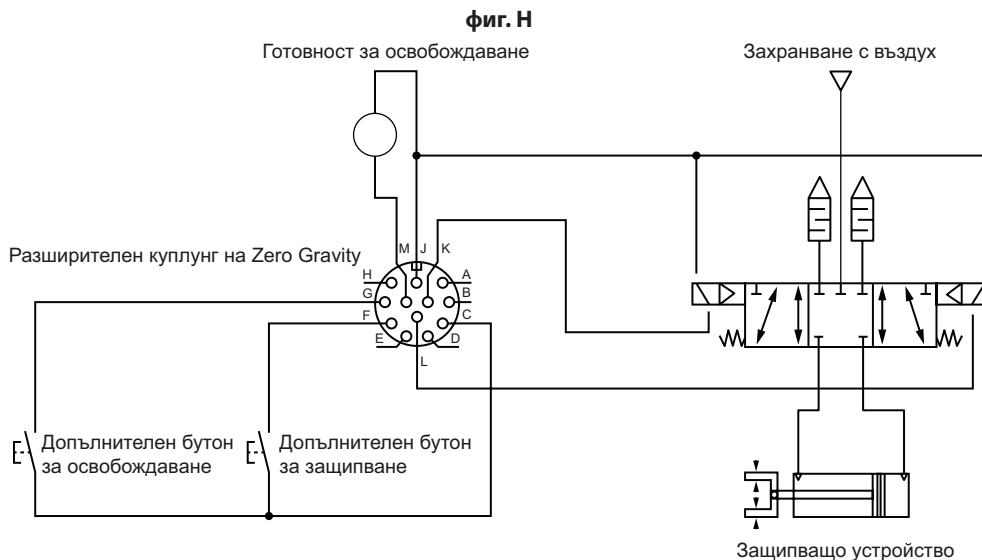 фиг. H
Готовност за освобождаване
Захранване с въздух
M J K
Разширителен куплунг на Zero Gravity
H A
G B
F C
E D
L
Допълнителен бутон
за освобождаване
Допълнителен бутон
за защипване
Защипващо устройство